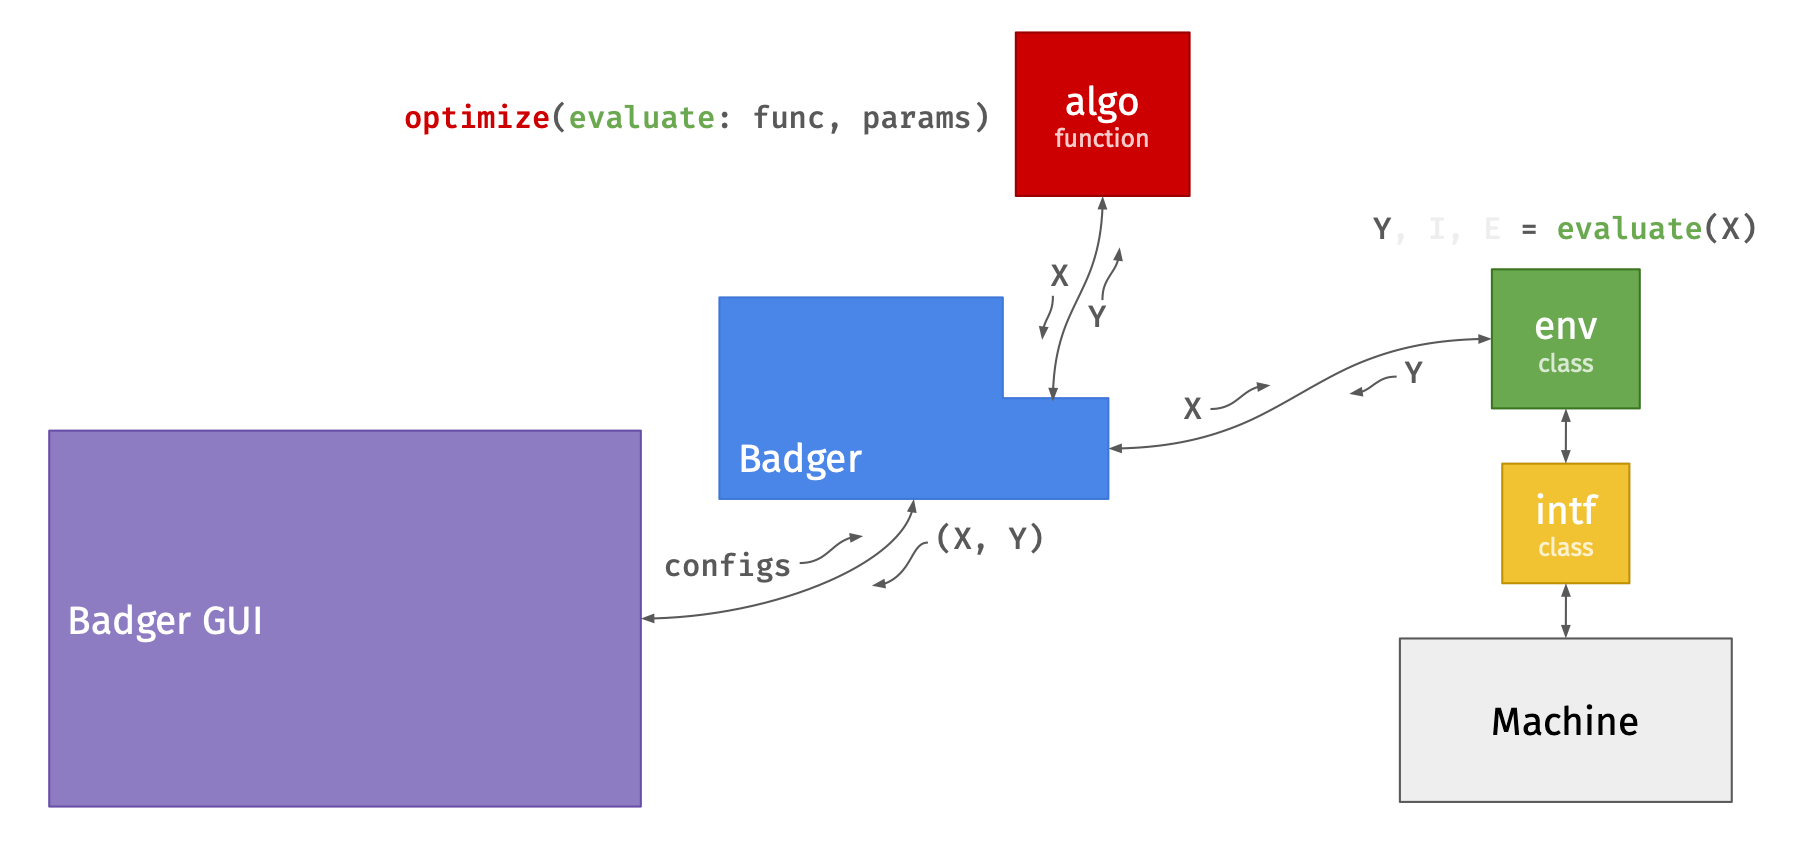 algo
function
optimize(evaluate: func, params)
Y, I, E = evaluate(X)
X
Y
env
class
X
Y
Badger
intf
class
configs
(X, Y)
Badger GUI
Machine